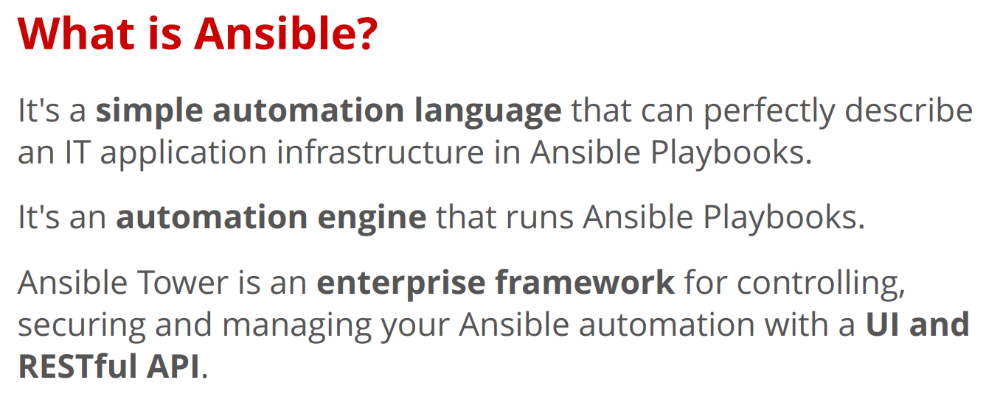 What is Ansible?
It's a simple automation language that can perfectly describe
an IT application infrastructure in Ansible Playbooks.
It's an automation engine that runs Ansible Playbooks.
Ansible Tower is an enterprise framework for controlling,
securing and managing your Ansible automation with a UI and
RESTful API.